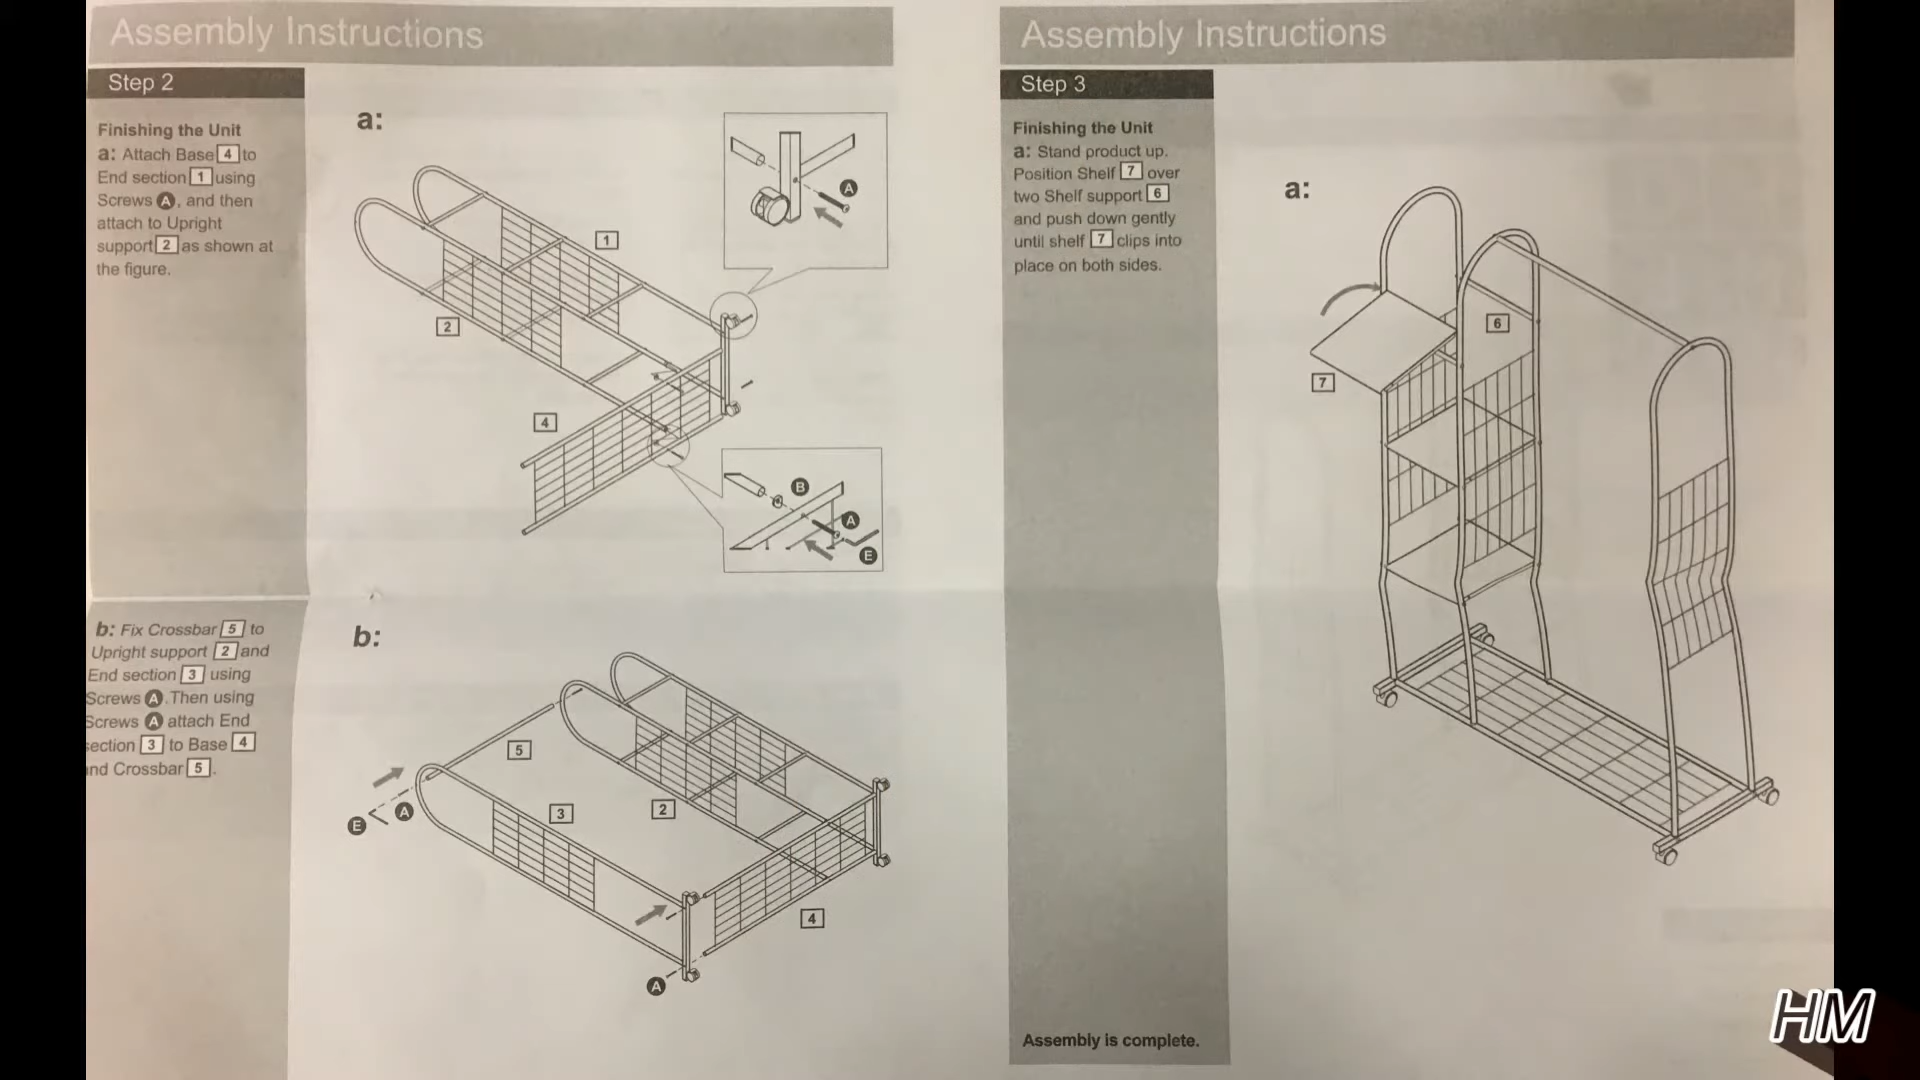 Assembly Instructions
Step 2
Finishing the Unit
a: Attach Base 4 to
End section 1 using
Screws A, and then
attach to Upright
support 2 as shown at
the figure.
a:
1
2
4
A
B
A
E
b: Fix Crossbar 5 to
Upright support 2 and
End section 3 using
Screws A. Then using
Screws A attach End
section 3 to Base 4
and Crossbar 5.
b:
5
3
2
E
A
4
A
Assembly Instructions
Step 3
Finishing the Unit
a: Stand product up.
Position Shelf 7 over
two Shelf support 6
and push down gently
until shelf 7 clips into
place on both sides.
a:
6
7
Assembly is complete.
HM